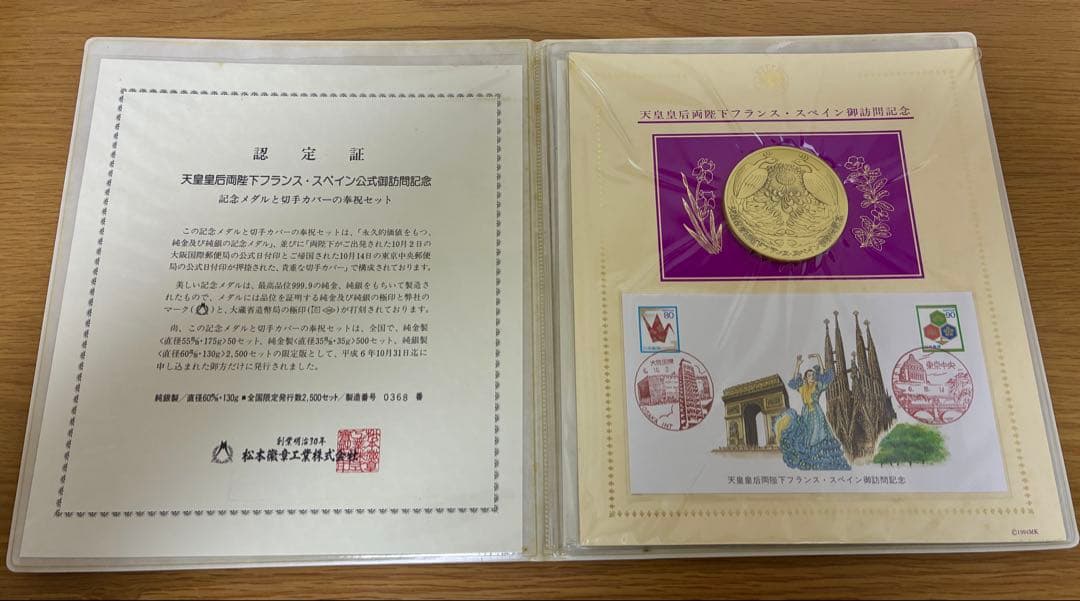 認定証
天皇皇后両陛下フランス・スペイン公式御訪問記念
記念メダルと切手カバーの奉祝セット
この記念メダルと切手カバーの奉祝セットは、「永久的価値をもつ、
純金及び純銀の記念メダル」、並びに「両陛下がご出発された10月2日の
大阪国際郵便局の公式日付印とご帰国された10月14日の東京中央郵便
局の公式日付印が押捺された、貴重な切手カバー」で構成されております。
美しい記念メダルは、最高品位999.9の純金、純銀をもちいて製造さ
れたもので、メダルには品位を証明する純金及び純銀の極印と弊社の
マーク( )と、大蔵省造幣局の極印( )が打刻されております。
尚、この記念メダルと切手カバーの奉祝セットは、全国で、純金製
<直径55%・175g>50セット、純金製<直径35%・35g>500セット、純銀製
<直径60%・130g>2,500セットの限定版として、平成6年10月31日迄に
申し込まれた御方だけに発行されました。
純銀製/直径60%・130g■全国限定発行数2,500セット/製造番号 0368 番
創業明治30年
松本徽章工業株式会社
天皇皇后両陛下フランス・スペイン御訪問記念
80
90
大阪国際
6.10.2
OSAKA INT
東京中央
天皇皇后両陛下フランス・スペイン御訪問記念
©1994MK